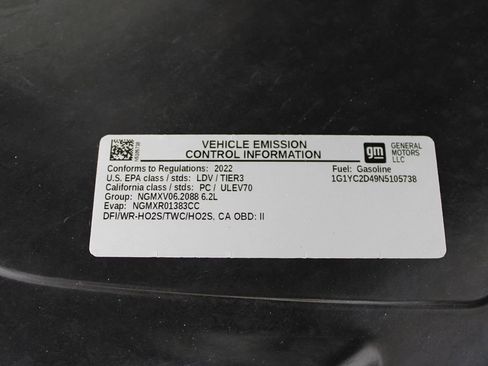 VEHICLE EMISSION
CONTROL INFORMATION
gm
GENERAL
MOTORS
LLC
Conforms to Regulations: 2022
Fuel: Gasoline
U.S. EPA class / stds: LDV / TIER3
1G1YC2D49N5105738
California class / stds: PC / ULEV70
Group: NGMXV06.2088 6.2L
Evap: NGMXR01383CC
DFI/WR-HO2S/TWC/HO2S, CA OBD: II